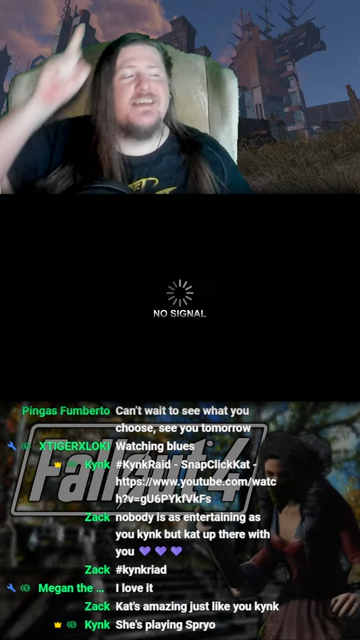 NO SIGNAL
Pingas Fumberto Can't wait to see what you
choose, see you tomorrow
XTIGERXLOKI Watching blues
Kynk #KynkRaid - SnapClickKat -
https://www.youtube.com/watc
h?v=gU6PYkfVkFs
Zack nobody is as entertaining as
you kynk but kat up there with
you 💜💜💜
Zack #kynkriad
Megan the ... I love it
Zack Kat's amazing just like you kynk
Kynk She's playing Spryo
Fallout 4